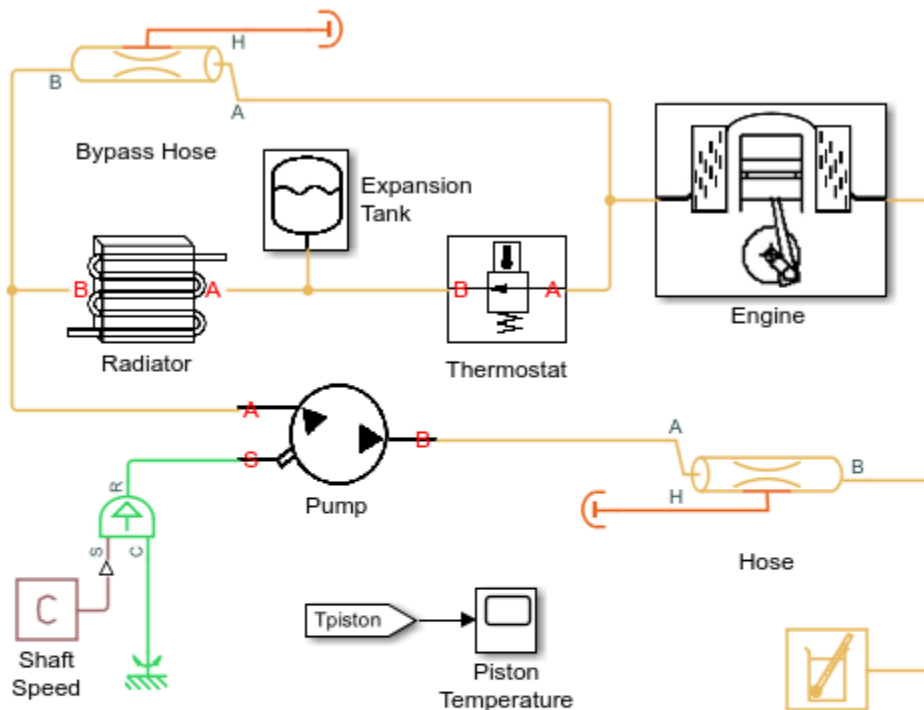 H
B
A
Bypass Hose
Expansion
Tank
B
A
B
A
Radiator
Thermostat
Engine
A
B
S
Pump
A
B
H
Hose
R
S
C
C
Shaft
Speed
Tpiston
Piston
Temperature